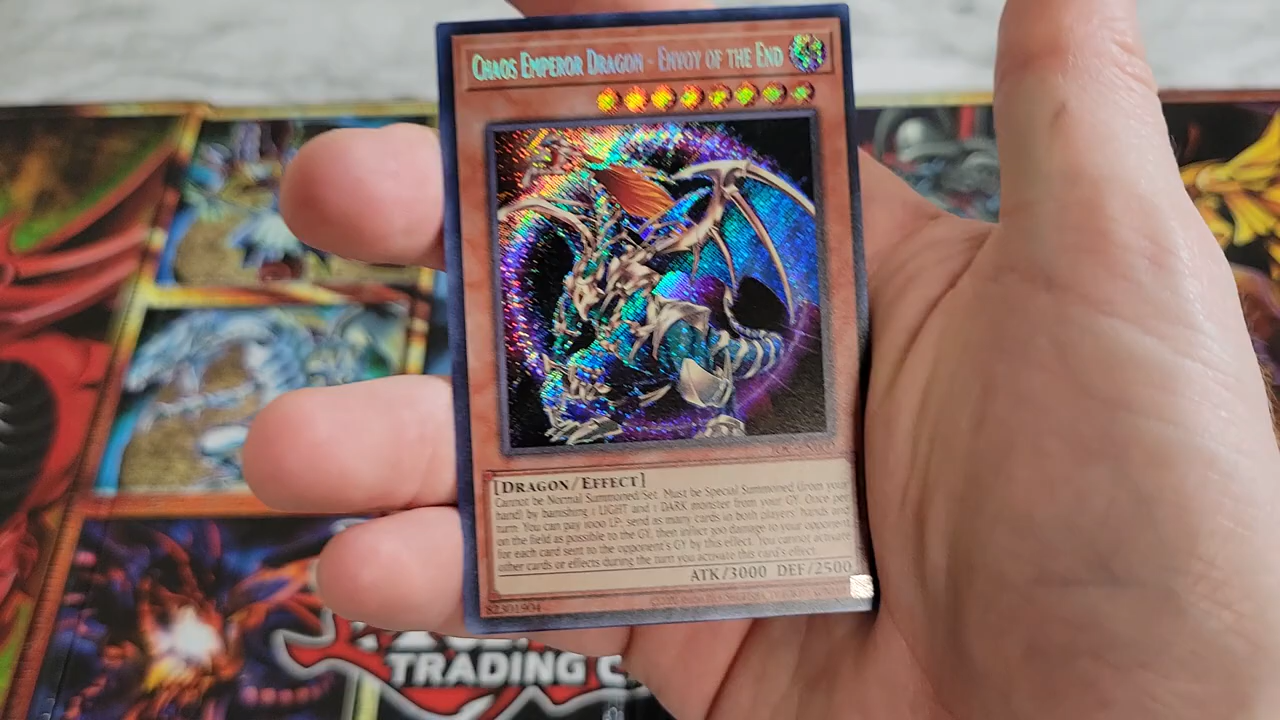 Chaos Emperor Dragon - Envoy of the End
[Dragon/Effect]
Cannot be Normal Summoned/Set. Must be Special Summoned (from your
hand) by banishing 1 LIGHT and 1 DARK monster from your GY. Once per
turn: You can pay 1000 LP; send as many cards in both players' hands and
on the field as possible to the GY, then inflict 300 damage to your opponent
for each card sent to the opponent's GY by this effect. You cannot activate
other cards or effects during the turn you activate this card's effect.
ATK/3000 DEF/2500
82301904
TRADING